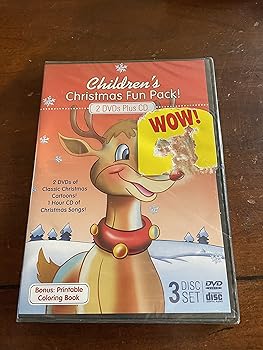 Children's
Christmas Fun Pack!
2 DVDs Plus CD
WOW!
2 DVDs of
Classic Christmas
Cartoons!
1 Hour CD of
Christmas Songs!
Bonus: Printable
Coloring Book
3 DISC
SET
DVD
disc